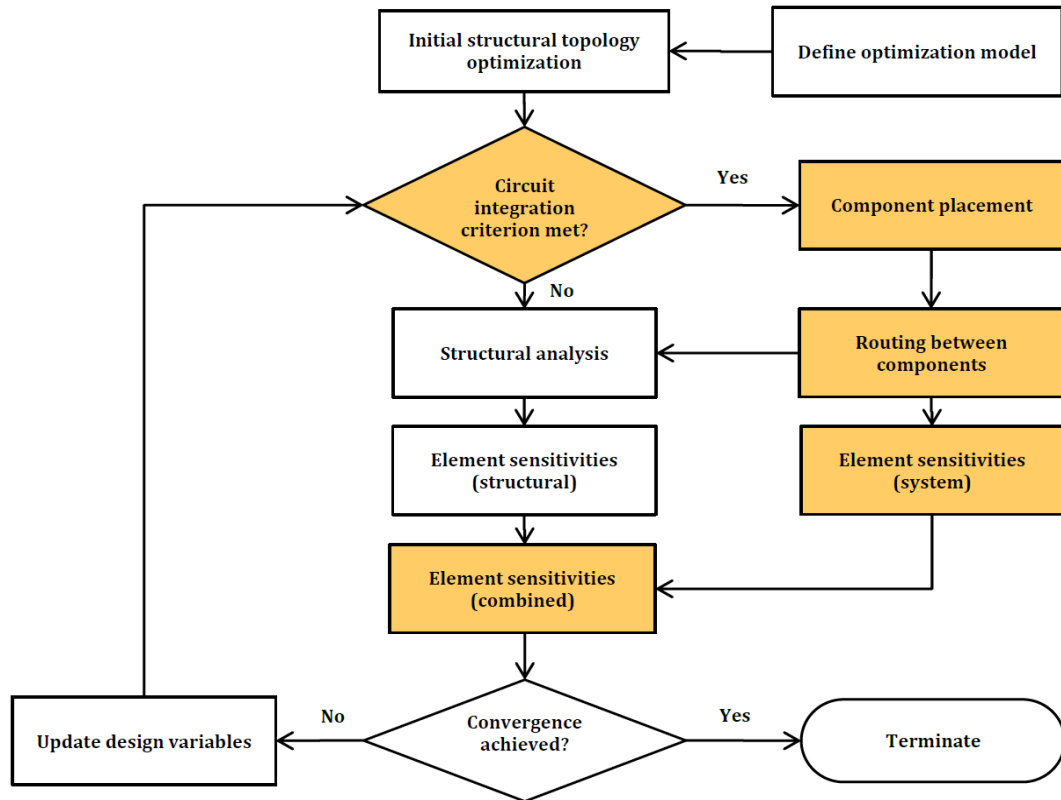 Initial structural topology
optimization
Define optimization model
Circuit
integration
criterion met?
Yes
Component placement
No
Structural analysis
Routing between
components
Element sensitivities
(structural)
Element sensitivities
(system)
Element sensitivities
(combined)
Update design variables
No
Convergence
achieved?
Yes
Terminate